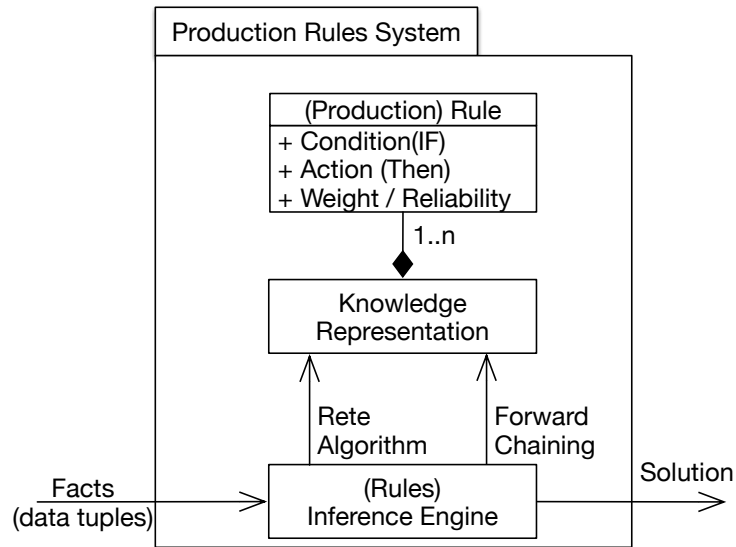 Production Rules System
(Production) Rule
+ Condition(IF)
+ Action (Then)
+ Weight / Reliability
1..n
Knowledge
Representation
Rete
Algorithm
Forward
Chaining
Facts
(data tuples)
(Rules)
Inference Engine
Solution